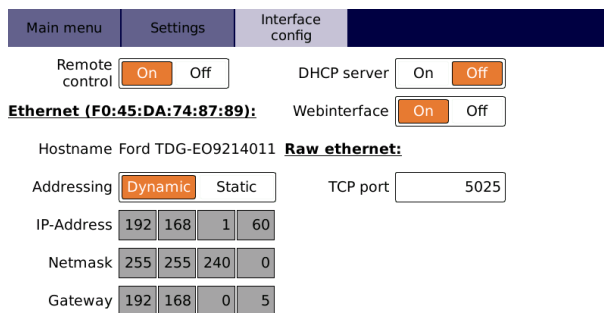 Main menu Settings Interface config
Remote control On Off DHCP server On Off
Ethernet (F0:45:DA:74:87:89): Webinterface On Off
Hostname Ford TDG-EO9214011 Raw ethernet:
Addressing Dynamic Static TCP port 5025
IP-Address 192 168 1 60
Netmask 255 255 240 0
Gateway 192 168 0 5